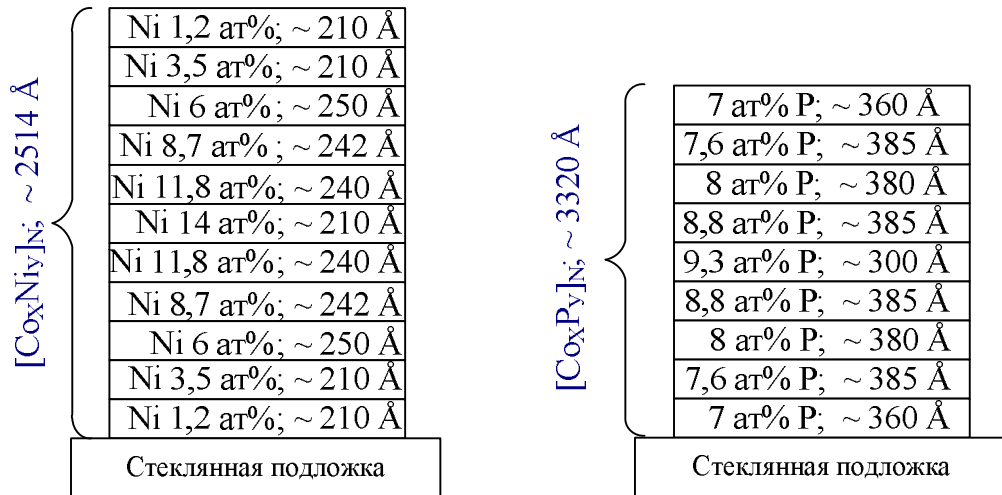 [CoXNiy]N; ~ 2514 Å
Ni 1,2 ат%; ~ 210 Å
Ni 3,5 ат%; ~ 210 Å
Ni 6 ат%; ~ 250 Å
Ni 8,7 ат% ; ~ 242 Å
Ni 11,8 ат%; ~ 240 Å
Ni 14 ат%; ~ 210 Å
Ni 11,8 ат%; ~ 240 Å
Ni 8,7 ат%; ~ 242 Å
Ni 6 ат%; ~ 250 Å
Ni 3,5 ат%; ~ 210 Å
Ni 1,2 ат%; ~ 210 Å
Стеклянная подложка
[CoXPy]N; ~ 3320 Å
7 ат% P; ~ 360 Å
7,6 ат% P; ~ 385 Å
8 ат% P; ~ 380 Å
8,8 ат% P; ~ 385 Å
9,3 ат% P; ~ 300 Å
8,8 ат% P; ~ 385 Å
8 ат% P; ~ 380 Å
7,6 ат% P; ~ 385 Å
7 ат% P; ~ 360 Å
Стеклянная подложка